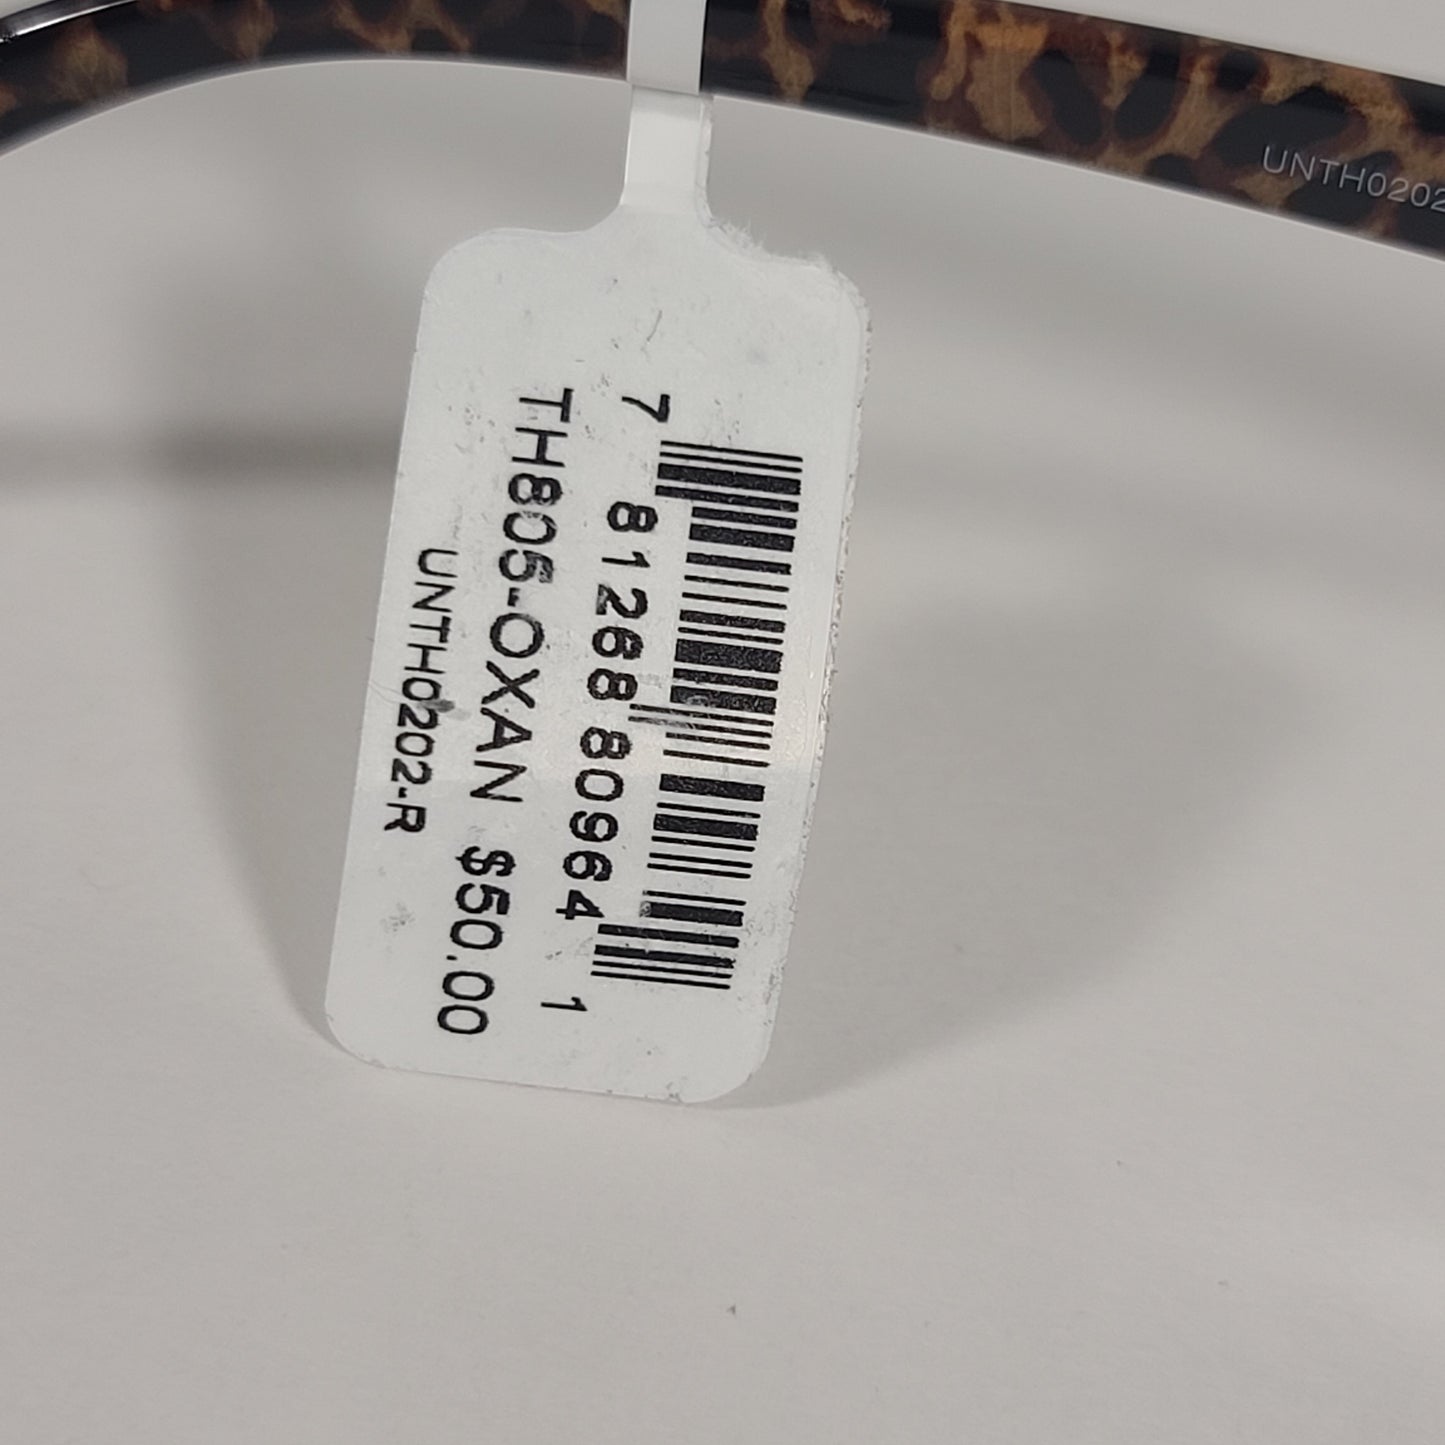 7 81268 80964 1
TH805-OXAN $50.00
UNTH0202-R
UNTH0202